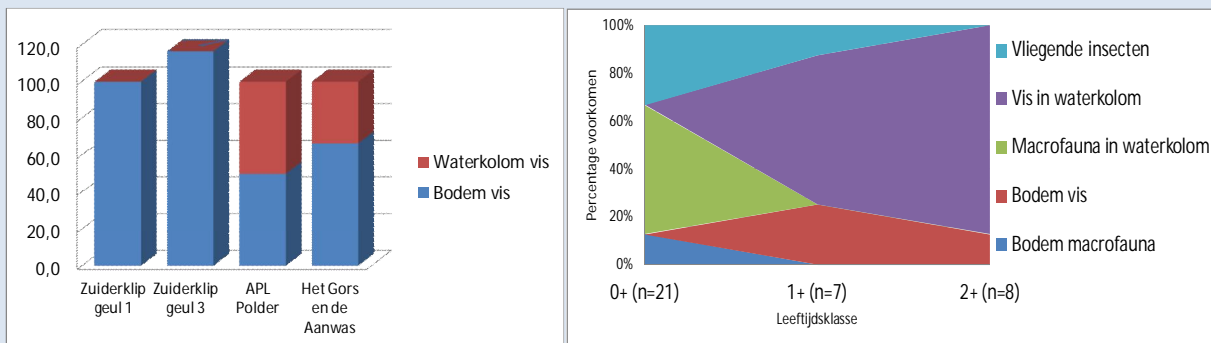 120,0
100,0
80,0
60,0
40,0
20,0
0,0
Zuiderklip
geul 1
Zuiderklip
geul 3
APL
Polder
Het Gors
en de
Aanwas
Waterkolom vis
Bodem vis
Percentage voorkomen
100%
80%
60%
40%
20%
0%
0+ (n=21)
1+ (n=7)
2+ (n=8)
Leeftijdsklasse
Vliegende insecten
Vis in waterkolom
Macrofauna in waterkolom
Bodem vis
Bodem macrofauna